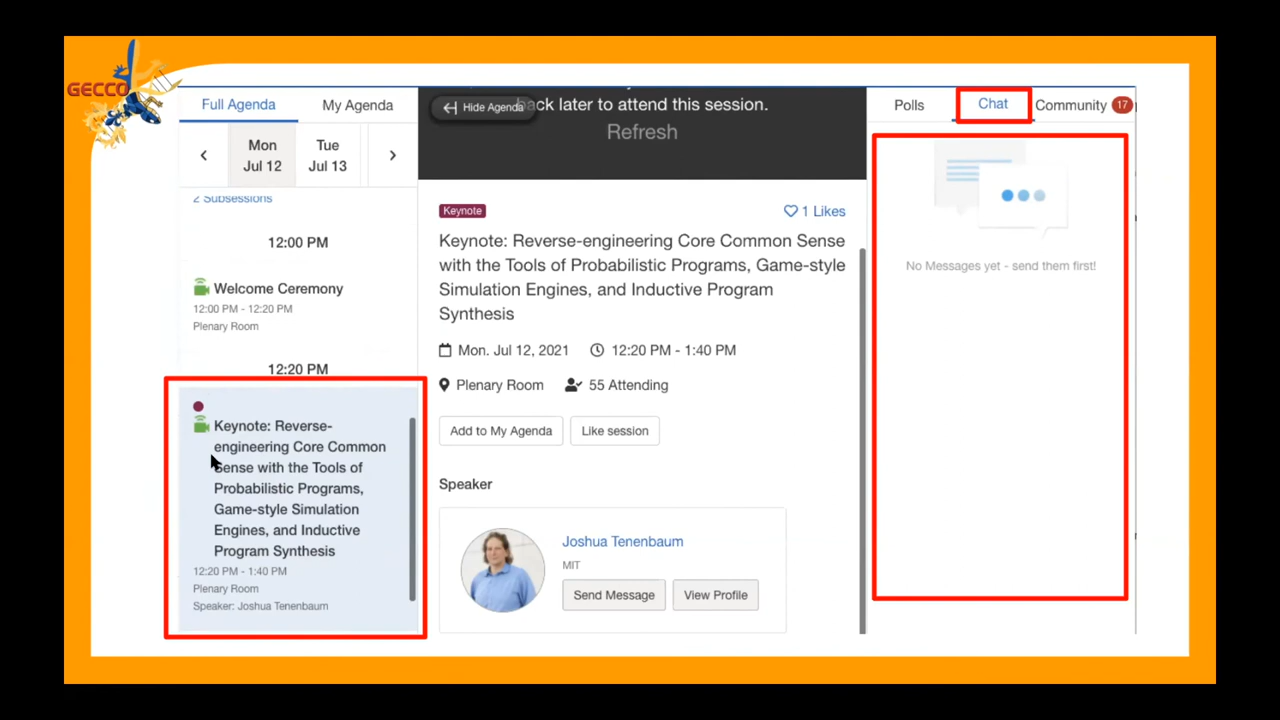 GECCO
Full Agenda
My Agenda
Mon
Jul 12
Tue
Jul 13
2 Subsessions
12:00 PM
Welcome Ceremony
12:00 PM - 12:20 PM
Plenary Room
12:20 PM
Keynote: Reverse-
engineering Core Common
Sense with the Tools of
Probabilistic Programs,
Game-style Simulation
Engines, and Inductive
Program Synthesis
12:20 PM - 1:40 PM
Plenary Room
Speaker: Joshua Tenenbaum
Hide Agenda
back later to attend this session.
Refresh
Keynote
1 Likes
Keynote: Reverse-engineering Core Common Sense
with the Tools of Probabilistic Programs, Game-style
Simulation Engines, and Inductive Program
Synthesis
Mon. Jul 12, 2021
12:20 PM - 1:40 PM
Plenary Room
55 Attending
Add to My Agenda
Like session
Speaker
Joshua Tenenbaum
MIT
Send Message
View Profile
Polls
Chat
Community 17
No Messages yet - send them first!